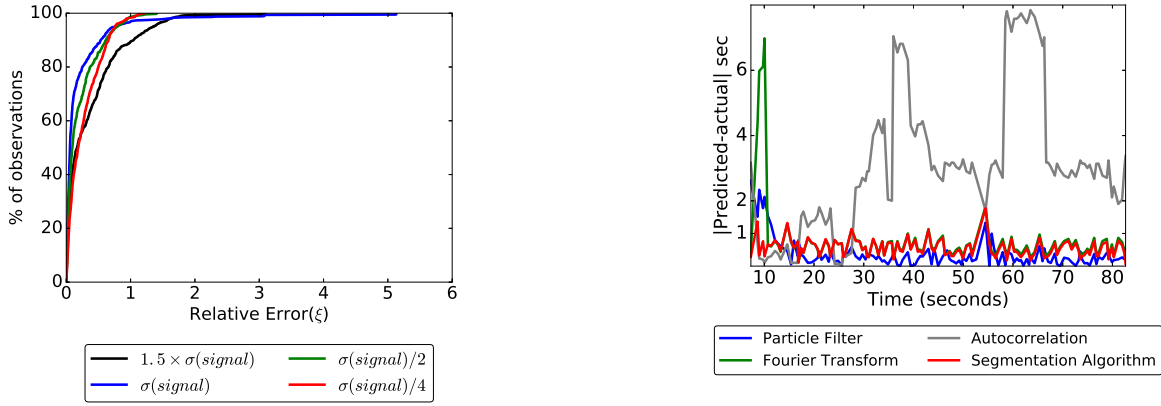 100
80
60
40
20
0
% of observations
0 1 2 3 4 5 6
Relative Error(ξ)
1.5 × σ(signal)
σ(signal)
σ(signal)/2
σ(signal)/4
|Predicted-actual| sec
6
4
2
1
10 20 30 40 50 60 70 80
Time (seconds)
Particle Filter
Fourier Transform
Autocorrelation
Segmentation Algorithm